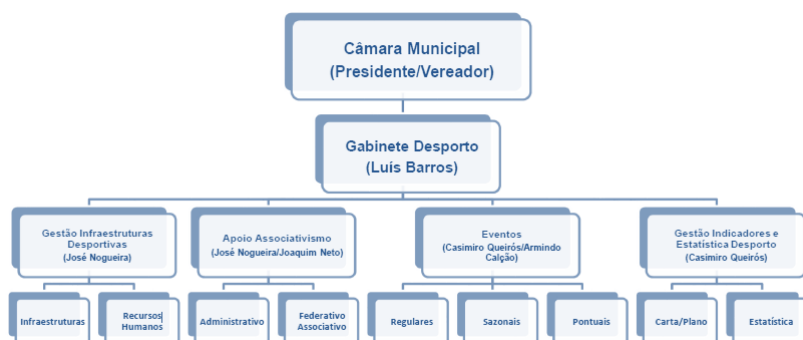 Câmara Municipal
(Presidente/Vereador)
Gabinete Desporto
(Luís Barros)
Gestão Infraestruturas
Desportivas
(José Nogueira)
Apoio Associativismo
(José Nogueira/Joaquim Neto)
Eventos
(Casimiro Queirós/Armindo
Calção)
Gestão Indicadores e
Estatística Desporto
(Casimiro Queirós)
Infraestruturas
Recursos
Humanos
Administrativo
Federativo
Associativo
Regulares
Sazonais
Pontuais
Carta/Plano
Estatística